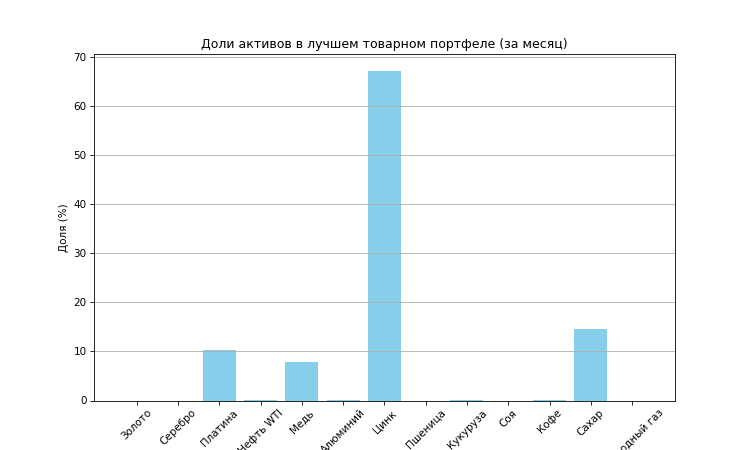 Доли активов в лучшем товарном портфеле (за месяц)
Доля (%)
70
60
50
40
30
20
10
0
Золото
Серебро
Платина
Нефть WTI
Медь
Алюминий
Цинк
Пшеница
Кукуруза
Соя
Кофе
Сахар
газ